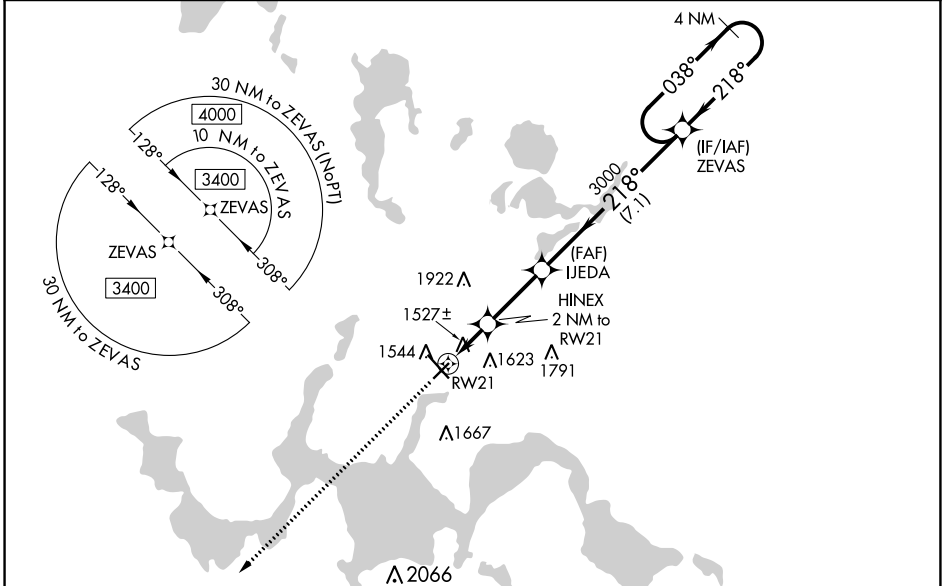 4 NM
038°
218°
(IF/IAF)
ZEVAS
3000
218°
(7.1)
(FAF)
IJEDA
HINEX
2 NM to
RW21
30 NM to ZEVAS (NoPT)
4000
10 NM to ZEVAS
128°
3400
ZEVAS
308°
128°
ZEVAS
3400
308°
30 NM to ZEVAS
1922
1527±
1544
1623
1791
RW21
1667
2066